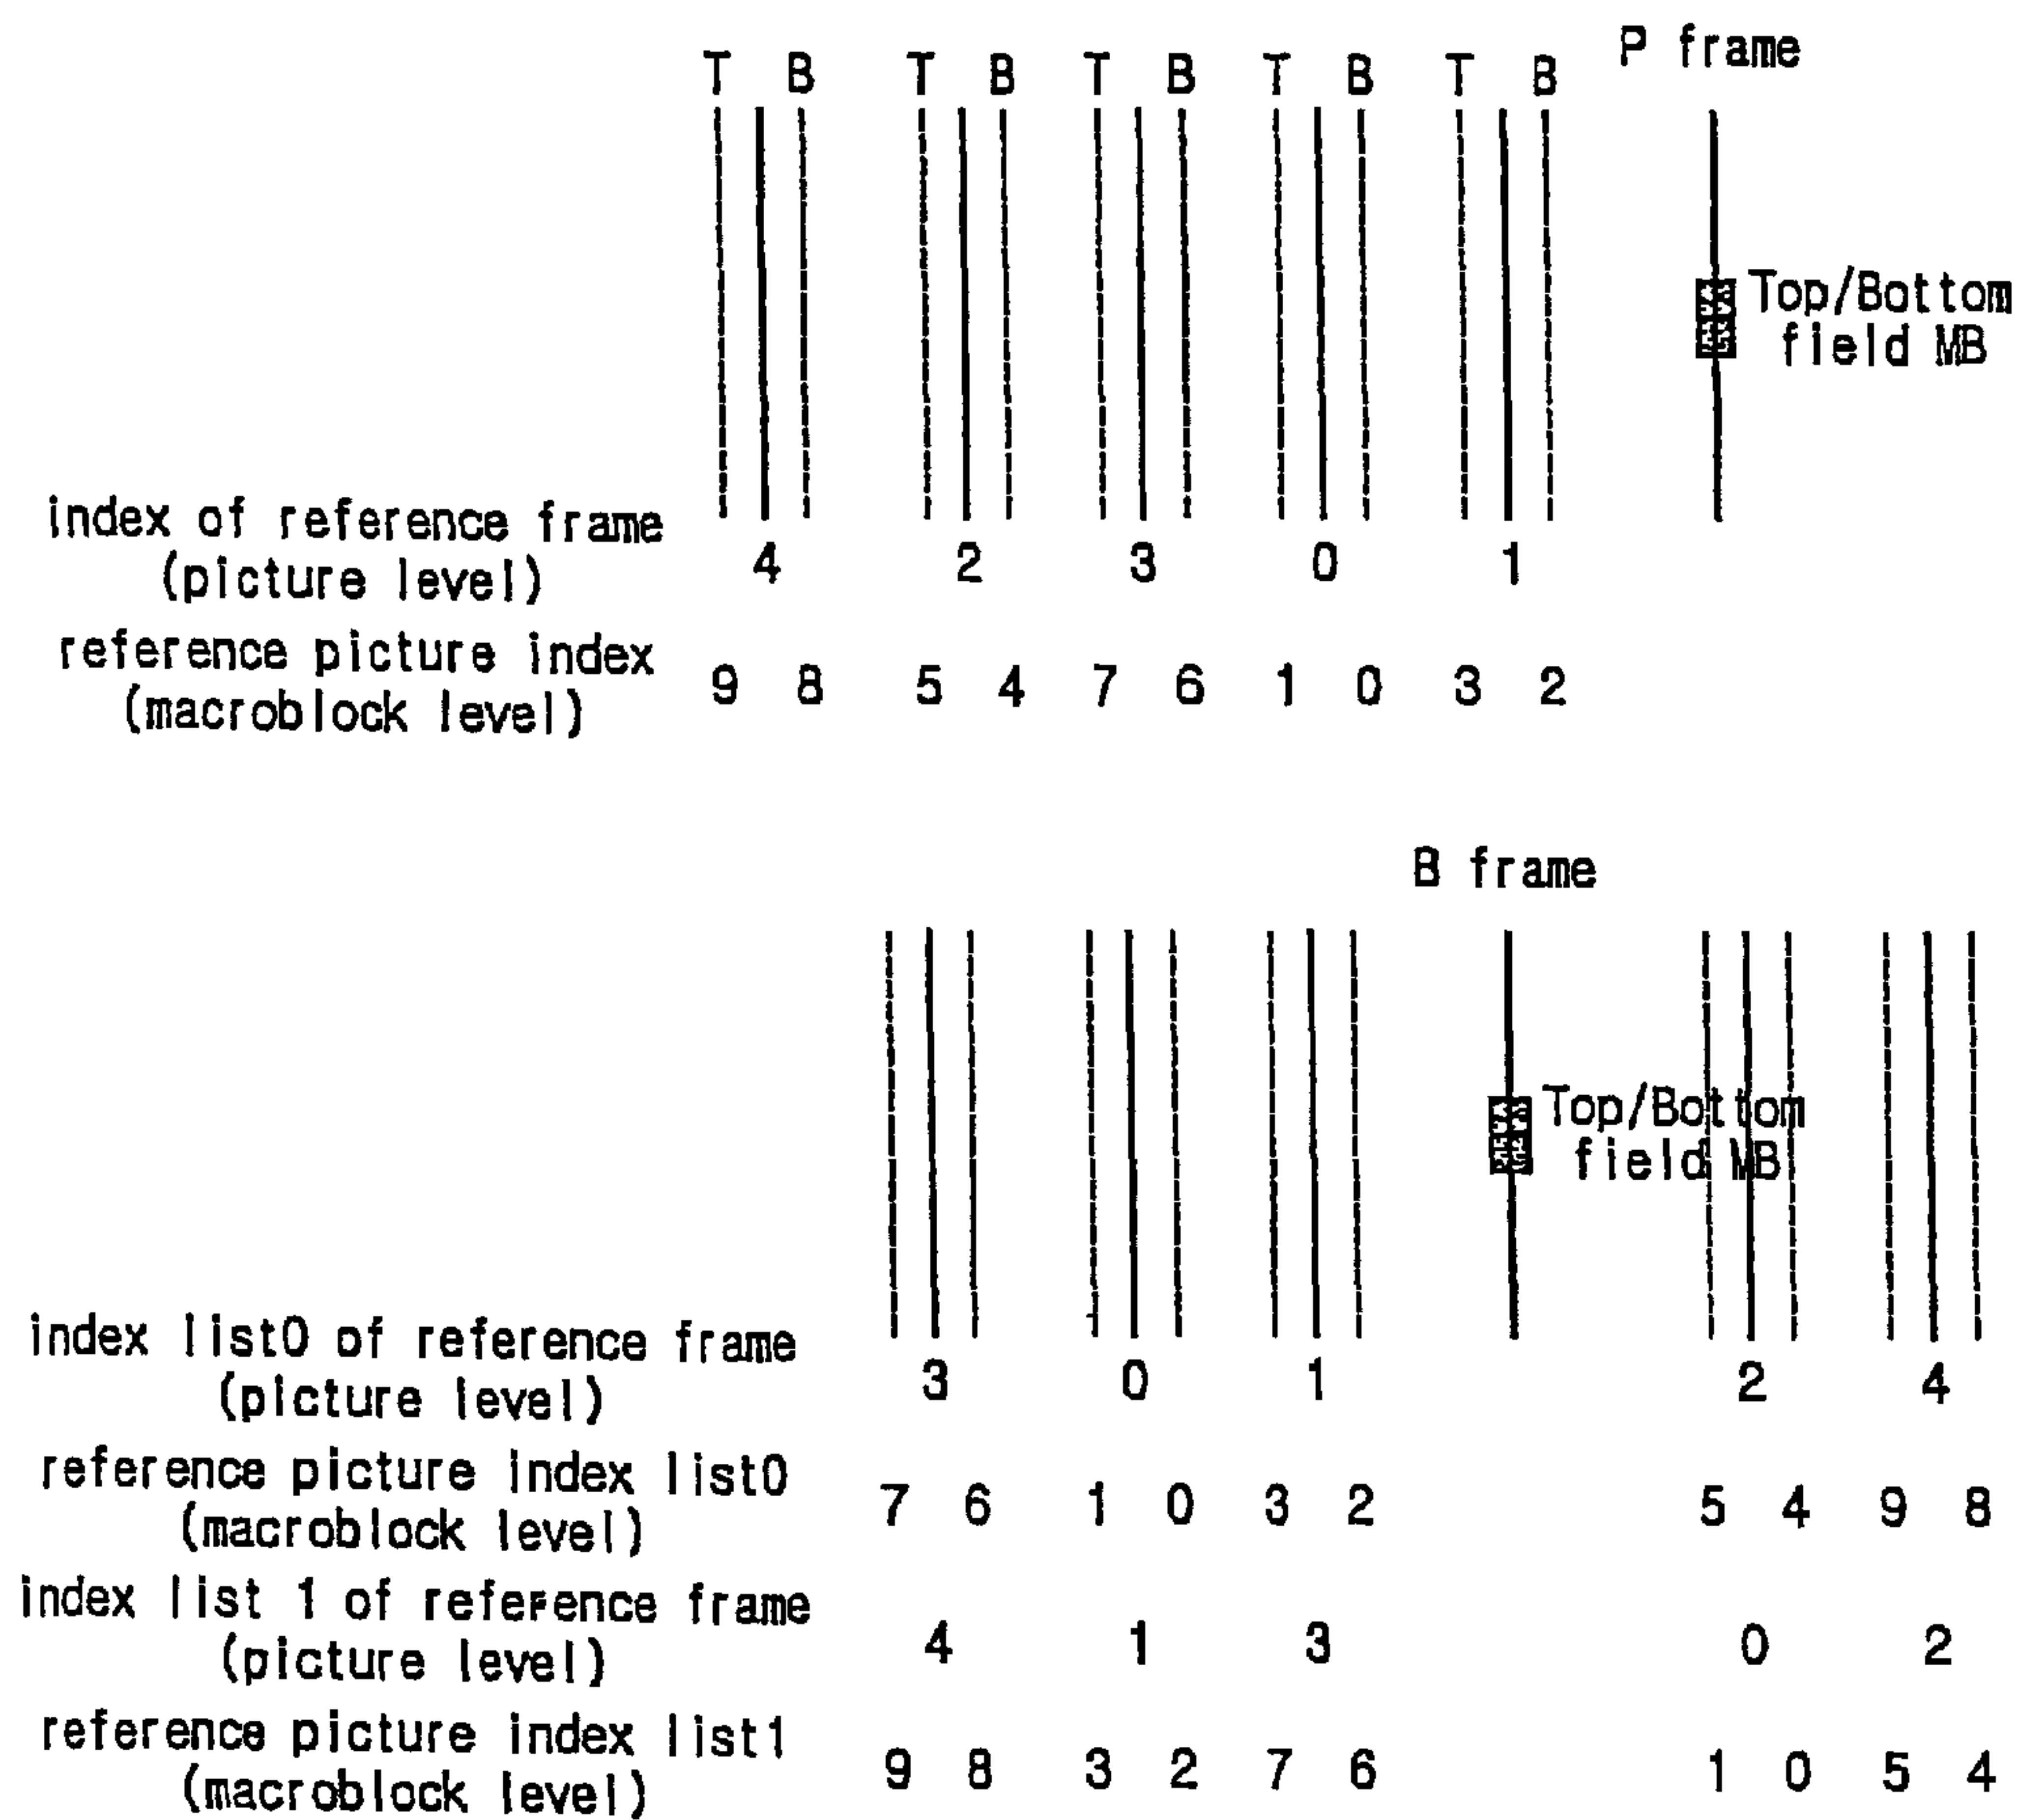 P frame
T B T B T B T B T B
Top/Bottom
field MB
index of reference frame
(picture level)
4 2 3 0 1
reference picture index
(macroblock level)
9 8 5 4 7 6 1 0 3 2
B frame
Top/Bottom
field MB
index list0 of reference frame
(picture level)
3 0 1 2 4
reference picture index list0
(macroblock level)
7 6 1 0 3 2 5 4 9 8
index list 1 of reference frame
(picture level)
4 1 3 0 2
reference picture index list1
(macroblock level)
9 8 3 2 7 6 1 0 5 4